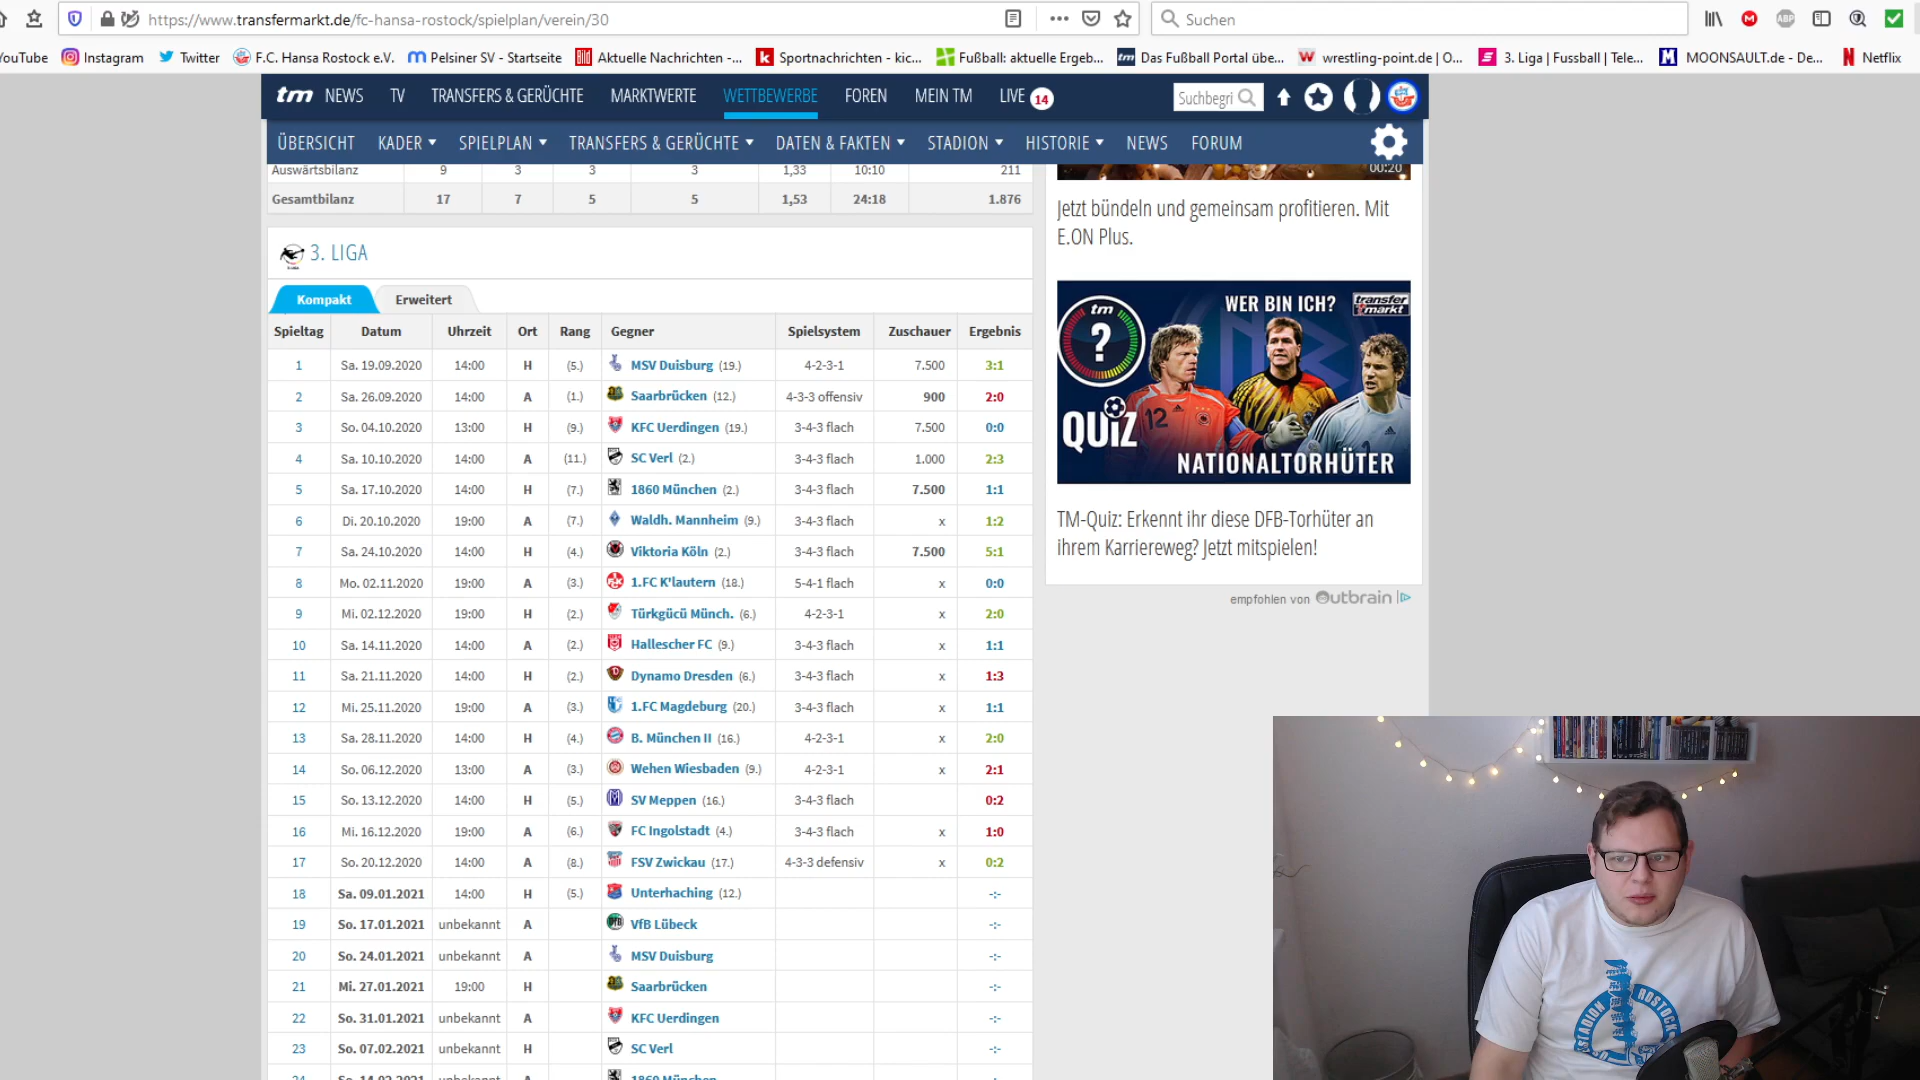 https://www.transfermarkt.de/fc-hansa-rostock/spielplan/verein/30 Suchen
YouTube Instagram Twitter F.C. Hansa Rostock e.V. Pelsiner SV - Startseite Aktuelle Nachrichten -... Sportnachrichten - kic... Fußball: aktuelle Ergeb... Das Fußball Portal übe... wrestling-point.de | O... 3. Liga | Fussball | Tele... MOONSAULT.de - De... Netflix
tm NEWS TV TRANSFERS & GERÜCHTE MARKTWERTE WETTBEWERBE FOREN MEIN TM LIVE 14 Suchbegri
ÜBERSICHT KADER SPIELPLAN TRANSFERS & GERÜCHTE DATEN & FAKTEN STADION HISTORIE NEWS FORUM
Auswärtsbilanz 9 3 3 3 1,33 10:10 211
Gesamtbilanz 17 7 5 5 1,53 24:18 1.876
3. LIGA
Kompakt Erweitert
Spieltag Datum Uhrzeit Ort Rang Gegner Spielsystem Zuschauer Ergebnis
1 Sa. 19.09.2020 14:00 H (5.) MSV Duisburg (19.) 4-2-3-1 7.500 3:1
2 Sa. 26.09.2020 14:00 A (1.) Saarbrücken (12.) 4-3-3 offensiv 900 2:0
3 So. 04.10.2020 13:00 H (9.) KFC Uerdingen (19.) 3-4-3 flach 7.500 0:0
4 Sa. 10.10.2020 14:00 A (11.) SC Verl (2.) 3-4-3 flach 1.000 2:3
5 Sa. 17.10.2020 14:00 H (7.) 1860 München (2.) 3-4-3 flach 7.500 1:1
6 Di. 20.10.2020 19:00 A (7.) Waldh. Mannheim (9.) 3-4-3 flach x 1:2
7 Sa. 24.10.2020 14:00 H (4.) Viktoria Köln (2.) 3-4-3 flach 7.500 5:1
8 Mo. 02.11.2020 19:00 A (3.) 1.FC K'lautern (18.) 5-4-1 flach x 0:0
9 Mi. 02.12.2020 19:00 H (2.) Türkgücü Münch. (6.) 4-2-3-1 x 2:0
10 Sa. 14.11.2020 14:00 A (2.) Hallescher FC (9.) 3-4-3 flach x 1:1
11 Sa. 21.11.2020 14:00 H (2.) Dynamo Dresden (6.) 3-4-3 flach x 1:3
12 Mi. 25.11.2020 19:00 A (3.) 1.FC Magdeburg (20.) 3-4-3 flach x 1:1
13 Sa. 28.11.2020 14:00 H (4.) B. München II (16.) 4-2-3-1 x 2:0
14 So. 06.12.2020 13:00 A (3.) Wehen Wiesbaden (9.) 4-2-3-1 x 2:1
15 So. 13.12.2020 14:00 H (5.) SV Meppen (16.) 3-4-3 flach 0:2
16 Mi. 16.12.2020 19:00 A (6.) FC Ingolstadt (4.) 3-4-3 flach x 1:0
17 So. 20.12.2020 14:00 A (8.) FSV Zwickau (17.) 4-3-3 defensiv x 0:2
18 Sa. 09.01.2021 14:00 H (5.) Unterhaching (12.) -:-
19 So. 17.01.2021 unbekannt A VfB Lübeck -:-
20 So. 24.01.2021 unbekannt A MSV Duisburg -:-
21 Mi. 27.01.2021 19:00 H Saarbrücken -:-
22 So. 31.01.2021 unbekannt A KFC Uerdingen -:-
23 So. 07.02.2021 unbekannt H SC Verl -:-
24 So. 14.02.2021 unbekannt 1860 München
00:20
Jetzt bündeln und gemeinsam profitieren. Mit
E.ON Plus.
tm ? WER BIN ICH? transfermarkt
12
QUIZ
NATIONALTORHÜTER
TM-Quiz: Erkennt ihr diese DFB-Torhüter an
ihrem Karriereweg? Jetzt mitspielen!
empfohlen von Outbrain
STADION ROSTOCK